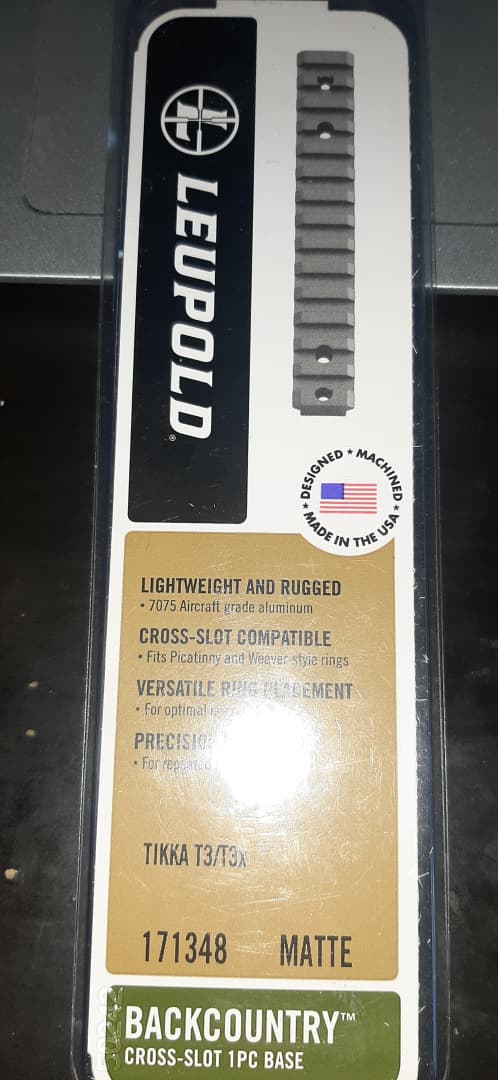 LEUPOLD®
DESIGNED ★ MACHINED ★ MADE IN THE USA ★
LIGHTWEIGHT AND RUGGED
• 7075 Aircraft grade aluminum
CROSS-SLOT COMPATIBLE
• Fits Picatinny and Weaver-style rings
VERSATILE RING PLACEMENT
• For optimal
• For
TIKKA T3/T3x
171348 MATTE
BACKCOUNTRY™
CROSS-SLOT 1PC BASE